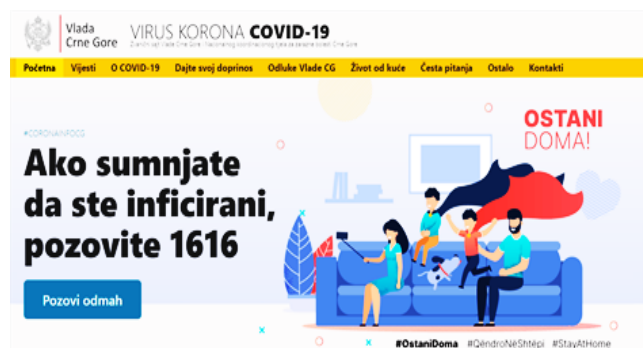 Vlada
Crne Gore
VIRUS KORONA COVID-19
Početna Vijesti O COVID-19 Dajte svoj doprinos Odluke Vlade CG Život od kuće Česta pitanja Ostalo Kontakti
#CORONAINFOCG
OSTANI
DOMA!
Ako sumnjate
da ste inficirani,
pozovite 1616
Pozovi odmah
#OstaniDoma #QëndroNëShtëpi #StayAtHome